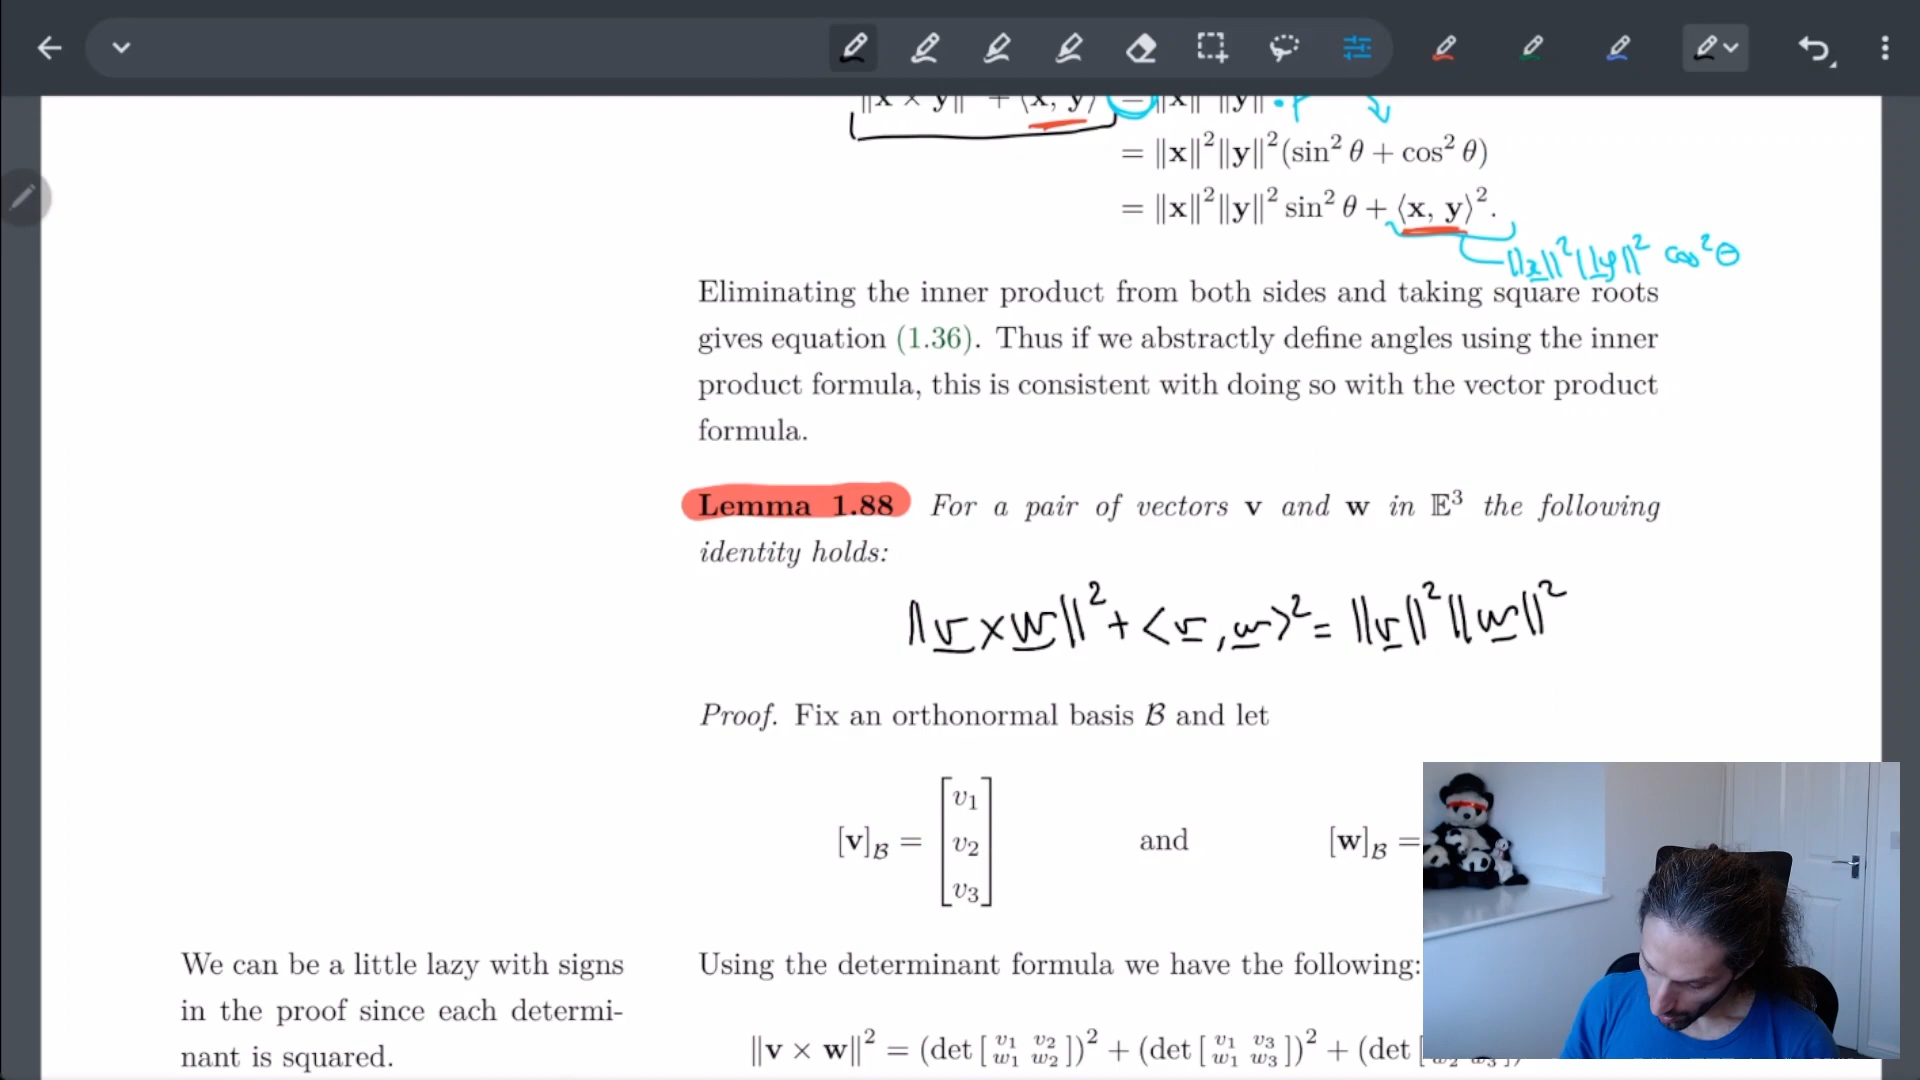 = ‖x‖²‖y‖²(sin² θ + cos² θ)
= ‖x‖²‖y‖² sin² θ + ⟨x, y⟩².
‖x‖²‖y‖² cos²θ
Eliminating the inner product from both sides and taking square roots
gives equation (1.36). Thus if we abstractly define angles using the inner
product formula, this is consistent with doing so with the vector product
formula.
Lemma 1.88 For a pair of vectors v and w in 𝔼³ the following
identity holds:
‖v × w‖² + ⟨v, w⟩² = ‖v‖²‖w‖²
Proof. Fix an orthonormal basis ℬ and let
[v]ℬ = [v₁ v₂ v₃] and [w]ℬ =
We can be a little lazy with signs
in the proof since each determi-
nant is squared.
Using the determinant formula we have the following:
‖v × w‖² = (det [v₁ v₂ w₁ w₂])² + (det [v₁ v₃ w₁ w₃])² + (det [